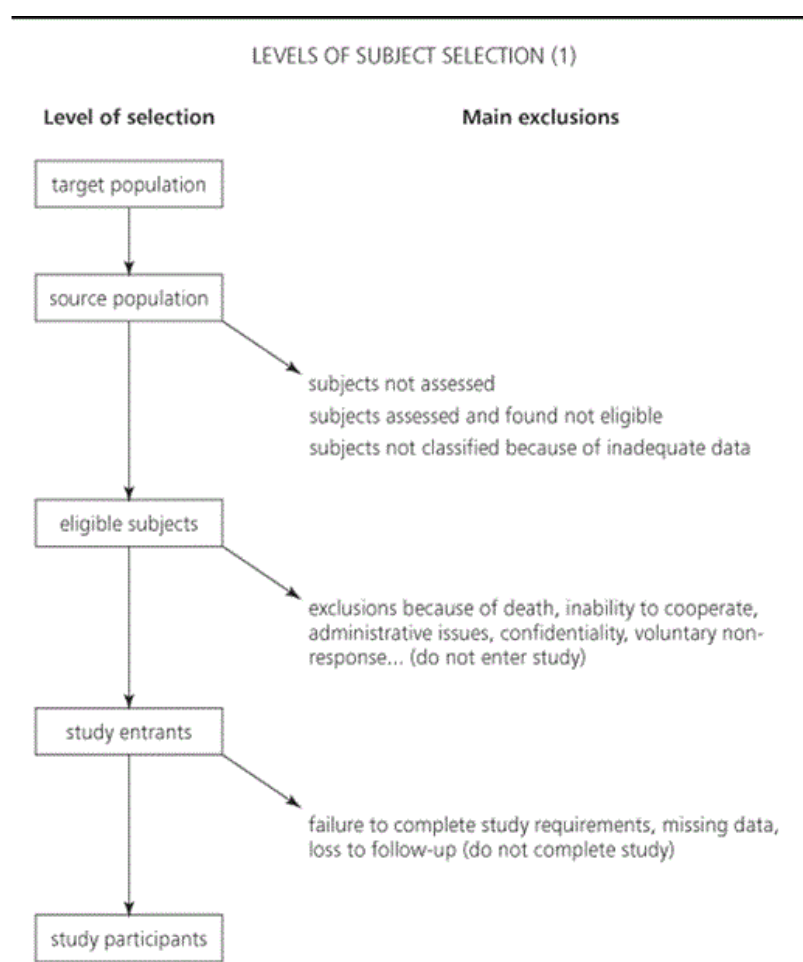 LEVELS OF SUBJECT SELECTION (1)
Level of selection
Main exclusions
target population
source population
subjects not assessed
subjects assessed and found not eligible
subjects not classified because of inadequate data
eligible subjects
exclusions because of death, inability to cooperate,
administrative issues, confidentiality, voluntary non-
response... (do not enter study)
study entrants
failure to complete study requirements, missing data,
loss to follow-up (do not complete study)
study participants